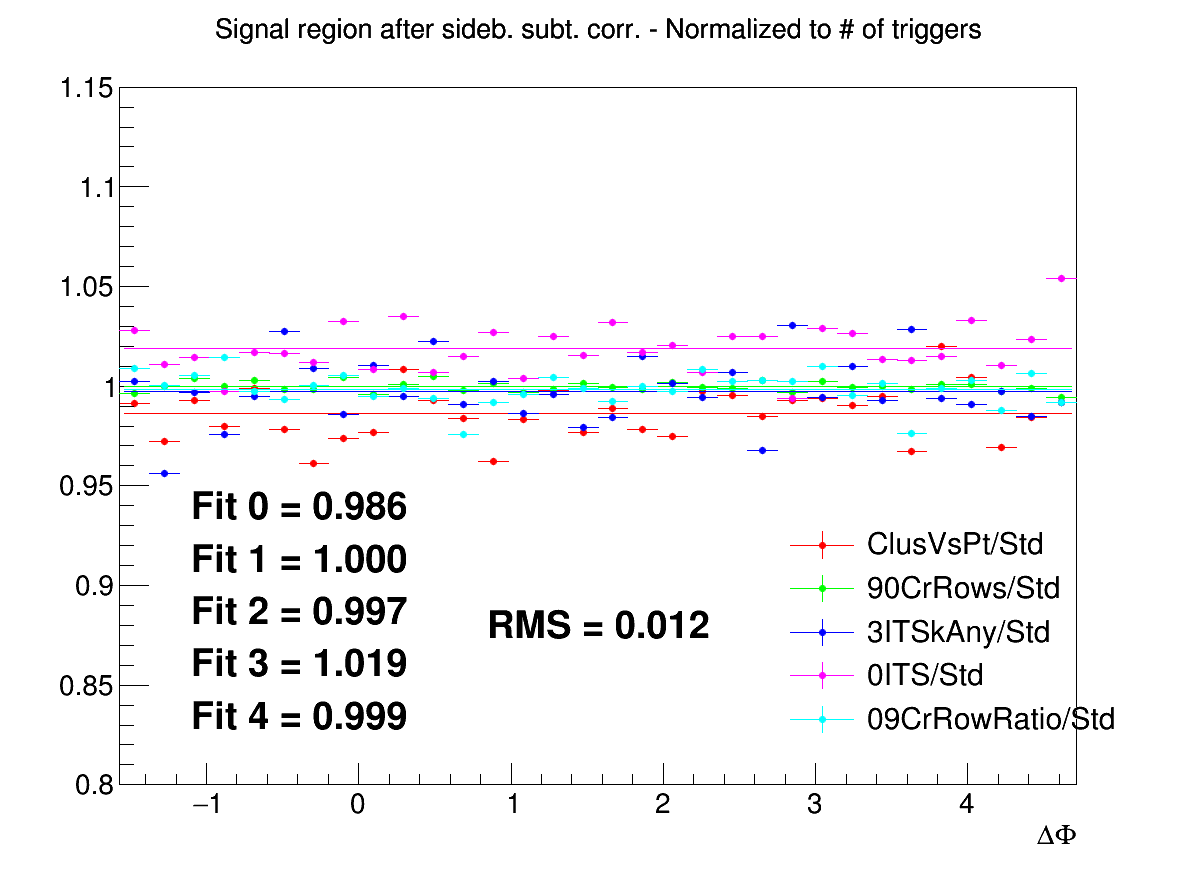 Signal region after sideb. subt. corr. - Normalized to # of triggers
1.15
1.1
1.05
1
0.95
0.9
0.85
0.8
Fit 0 = 0.986
Fit 1 = 1.000
Fit 2 = 0.997
Fit 3 = 1.019
Fit 4 = 0.999
RMS = 0.012
ClusVsPt/Std
90CrRows/Std
3ITSkAny/Std
0ITS/Std
09CrRowRatio/Std
−1 0 1 2 3 4
ΔΦ